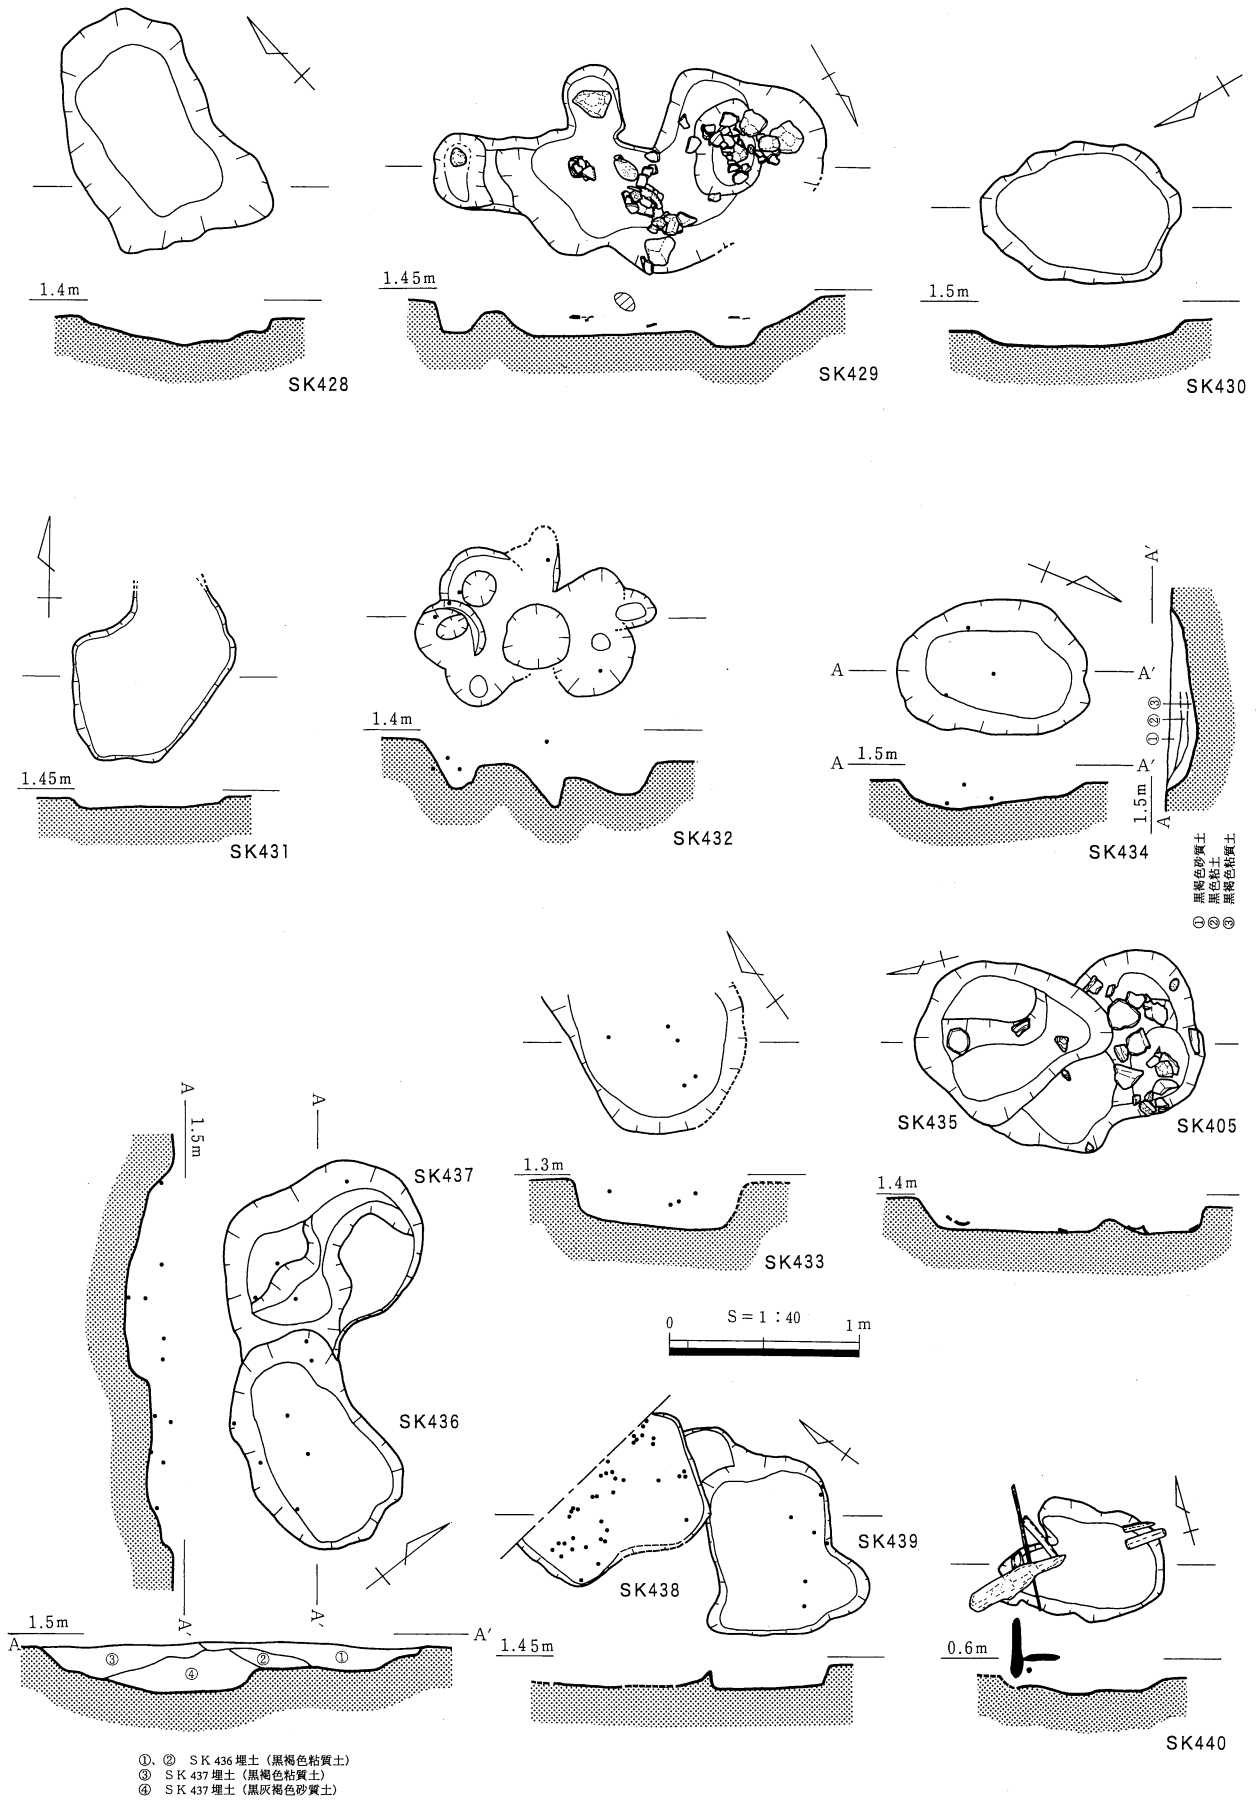 1.4m
SK428
1.45m
SK429
1.5m
SK430
1.45m
SK431
1.4m
SK432
A
A′
A
1.5m
A′
SK434
A′
③
②
①
1.5m
A
① 黒褐色砂質土
② 黒色粘土
③ 黒褐色粘質土
1.3m
SK433
SK435
SK405
1.4m
A
1.5m
A′
A
SK437
SK436
A′
0
S=1:40
1m
SK438
SK439
1.45m
0.6m
SK440
1.5m
A
A′
③
④
②
①
①、② SK436埋土(黒褐色粘質土)
③ SK437埋土(黒褐色粘質土)
④ SK437埋土(黒灰褐色砂質土)